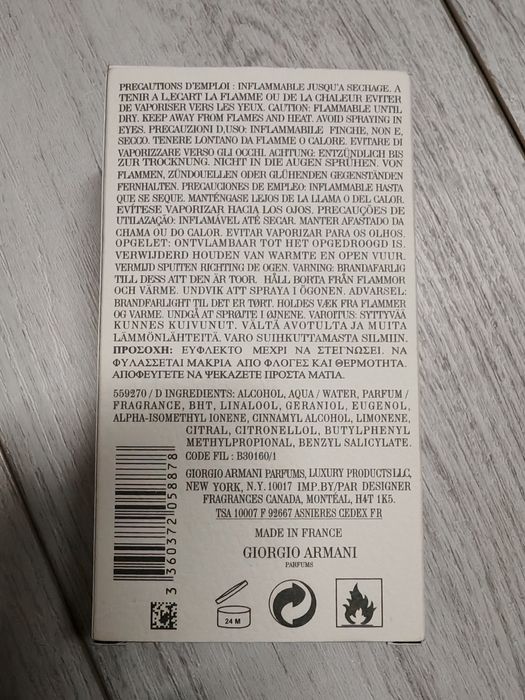 PRECAUTIONS D'EMPLOI : INFLAMMABLE JUSQU'A SECHAGE. A
TENIR A L,ECART LA FLAMME OU DE LA CHALEUR EVITER
DE VAPORISER VERS LES YEUX. CAUTION: FLAMMABLE UNTIL
DRY. KEEP AWAY FROM FLAMES AND HEAT. AVOID SPRAYING IN
EYES. PRECAUZIONI D,USO: INFLAMMABILE FINCHE, NON E,
SECCO. TENERE LONTANO DA FLAMME O CALORE. EVITARE DI
VAPORIZZARE VERSO GLI OCCHI. ACHTUNG: ENTZÜNDLICH BIS
ZUR TROCKNUNG. NICHT IN DIE AUGEN SPRÜHEN. VON
FLAMMEN, ZÜNDOUELLEN ODER GLÜHENDEN GEGENSTÄNDEN
FERNHALTEN. PRECAUCIONES DE EMPLEO: INFLAMABLE HASTA
QUE SE SEQUE. MANTÉNGASE LEJOS DE LA LLAMA O DEL CALOR.
EVÍTESE VAPORIZAR HACIA LOS OJOS. PRECAUÇÕES DE
UTILAZAÇÃO: INFLAMÁVEL ATÉ SECAR. MANTER AFASTADO DA
CHAMA OU DO CALOR. EVITAR VAPORIZAR PARA OS OLHOS.
OPGELET: ONTVLAMBAAR TOT HET OPGEDROOGD IS.
VERWIJDERD HOUDEN VAN WARMTE EN OPEN VUUR.
VERMIJD SPUITEN RICHTING DE OGEN. VARNING: BRANDAFARLIG
TILL DESS ATT DEN ÄR TOOR. HÅLL BORTA FRÅN FLAMMOR
OCH VÄRME. UNDVIK ATT SPRAYA I ÖGONEN. ADVARSEL:
BRANDFARLIGHT TIL DET ER TØRT. HOLDES VÆK FRA FLAMMER
OG VARME. UNDGÅ AT SPRØJTE I ØJNENE. VAROITUS: SYTTYVÄÄ
KUNNES KUIVUNUT. VÄLTÄ AVOTULTA JA MUITA
LÄMMÖNLÄHTEITÄ. VARO SUIHKUTTAMASTA SILMIIN.
ΠΡΟΣΟΧΗ: ΕΥΦΛΕΚΤΟ ΜΕΧΡΙ ΝΑ ΣΤΕΓΝΩΣΕΙ. ΝΑ
ΦΥΛΑΣΣΕΤΑΙ ΜΑΚΡΙΑ ΑΠΟ ΦΛΟΓΕΣ ΚΑΙ ΘΕΡΜΟΤΗΤΑ.
ΑΠΟΦΕΥΓΕΤΕ ΝΑ ΨΕΚΑΖΕΤΕ ΠΡΟΣΤΑ ΜΑΤΙΑ.
559270 / D INGREDIENTS: ALCOHOL, AQUA / WATER, PARFUM /
FRAGRANCE, BHT, LINALOOL, GERANIOL, EUGENOL,
ALPHA-ISOMETHYL IONENE, CINNAMYL ALCOHOL, LIMONENE,
CITRAL, CITRONELLOL, BUTYLPHENYL
METHYLPROPIONAL, BENZYL SALICYLATE.
CODE FIL : B30160/1
GIORGIO ARMANI PARFUMS, LUXURY PRODUCTS LLC,
NEW YORK, N.Y. 10017 IMP.BY/PAR DESIGNER
FRAGRANCES CANADA, MONTÉAL, H4T 1K5.
TSA 10007 F 92667 ASNIERES CEDEX FR
MADE IN FRANCE
GIORGIO ARMANI
PARFUMS
3 360372 058878
24 M